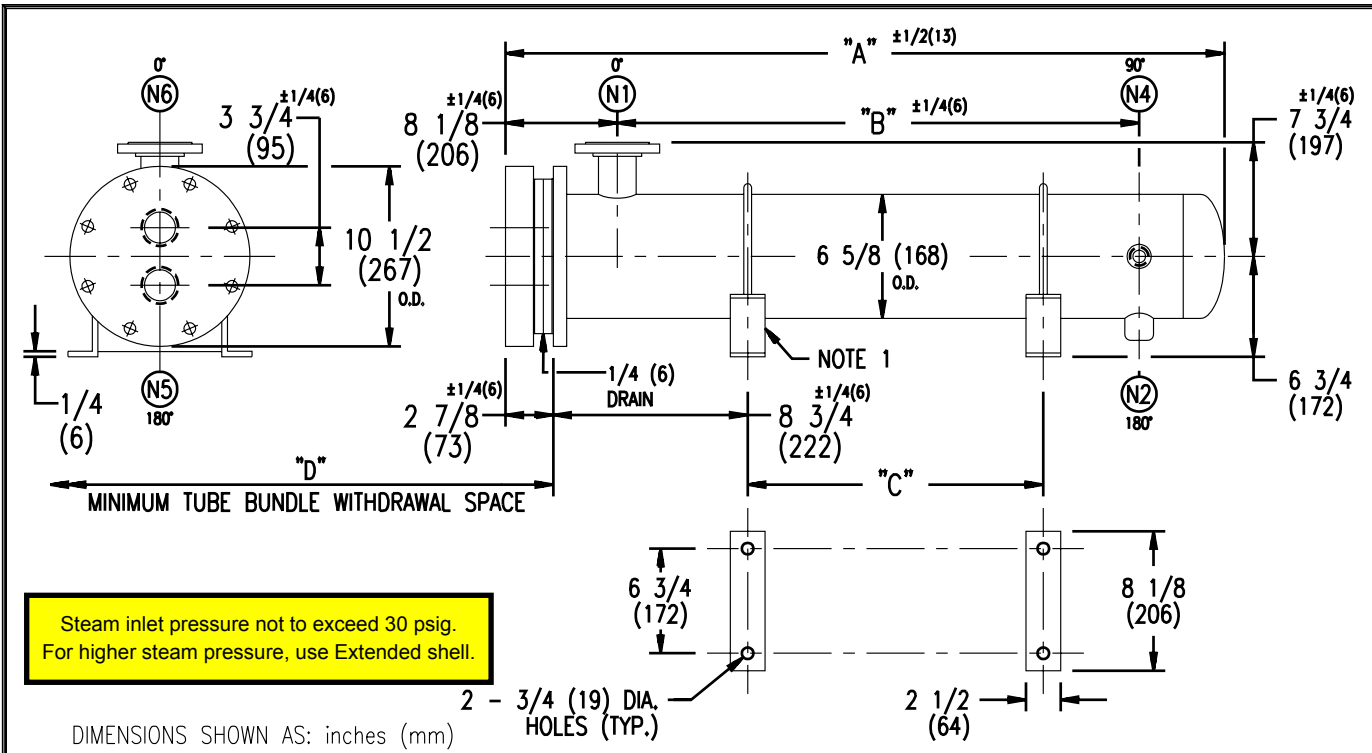 "A" ±1/2(13)
0°
N6
0°
N1
90°
N4
3 3/4 ±1/4(6)
(95)
8 1/8 ±1/4(6)
(206)
"B" ±1/4(6)
7 3/4 ±1/4(6)
(197)
10 1/2
(267)
O.D.
6 5/8 (168)
O.D.
NOTE 1
1/4 (6)
DRAIN
1/4
(6)
N5
180°
2 7/8 ±1/4(6)
(73)
8 3/4 ±1/4(6)
(222)
N2
180°
6 3/4
(172)
"D"
MINIMUM TUBE BUNDLE WITHDRAWAL SPACE
"C"
6 3/4
(172)
8 1/8
(206)
Steam inlet pressure not to exceed 30 psig.
For higher steam pressure, use Extended shell.
2 - 3/4 (19) DIA.
HOLES (TYP.)
2 1/2
(64)
DIMENSIONS SHOWN AS: inches (mm)